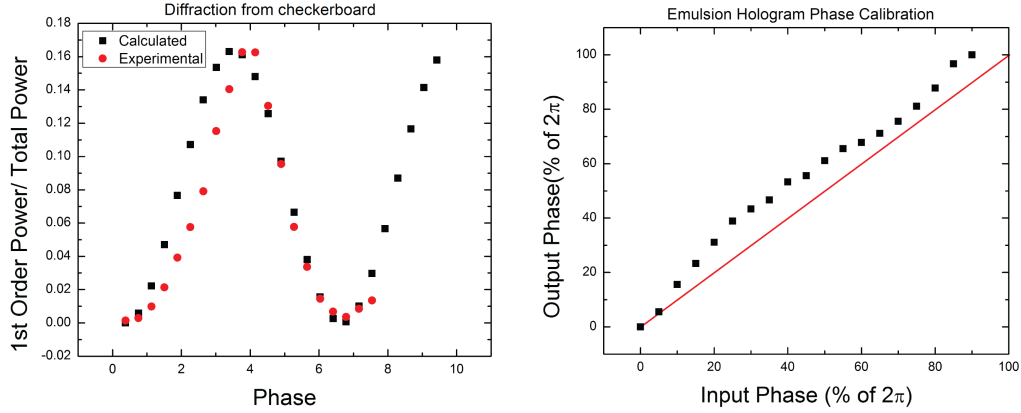 Diffraction from checkerboard
Calculated
Experimental
1st Order Power/ Total Power
0.18
0.16
0.14
0.12
0.10
0.08
0.06
0.04
0.02
0.00
-0.02
0 2 4 6 8 10
Phase
Emulsion Hologram Phase Calibration
Output Phase(% of 2π)
100
80
60
40
20
0
0 20 40 60 80 100
Input Phase (% of 2π)